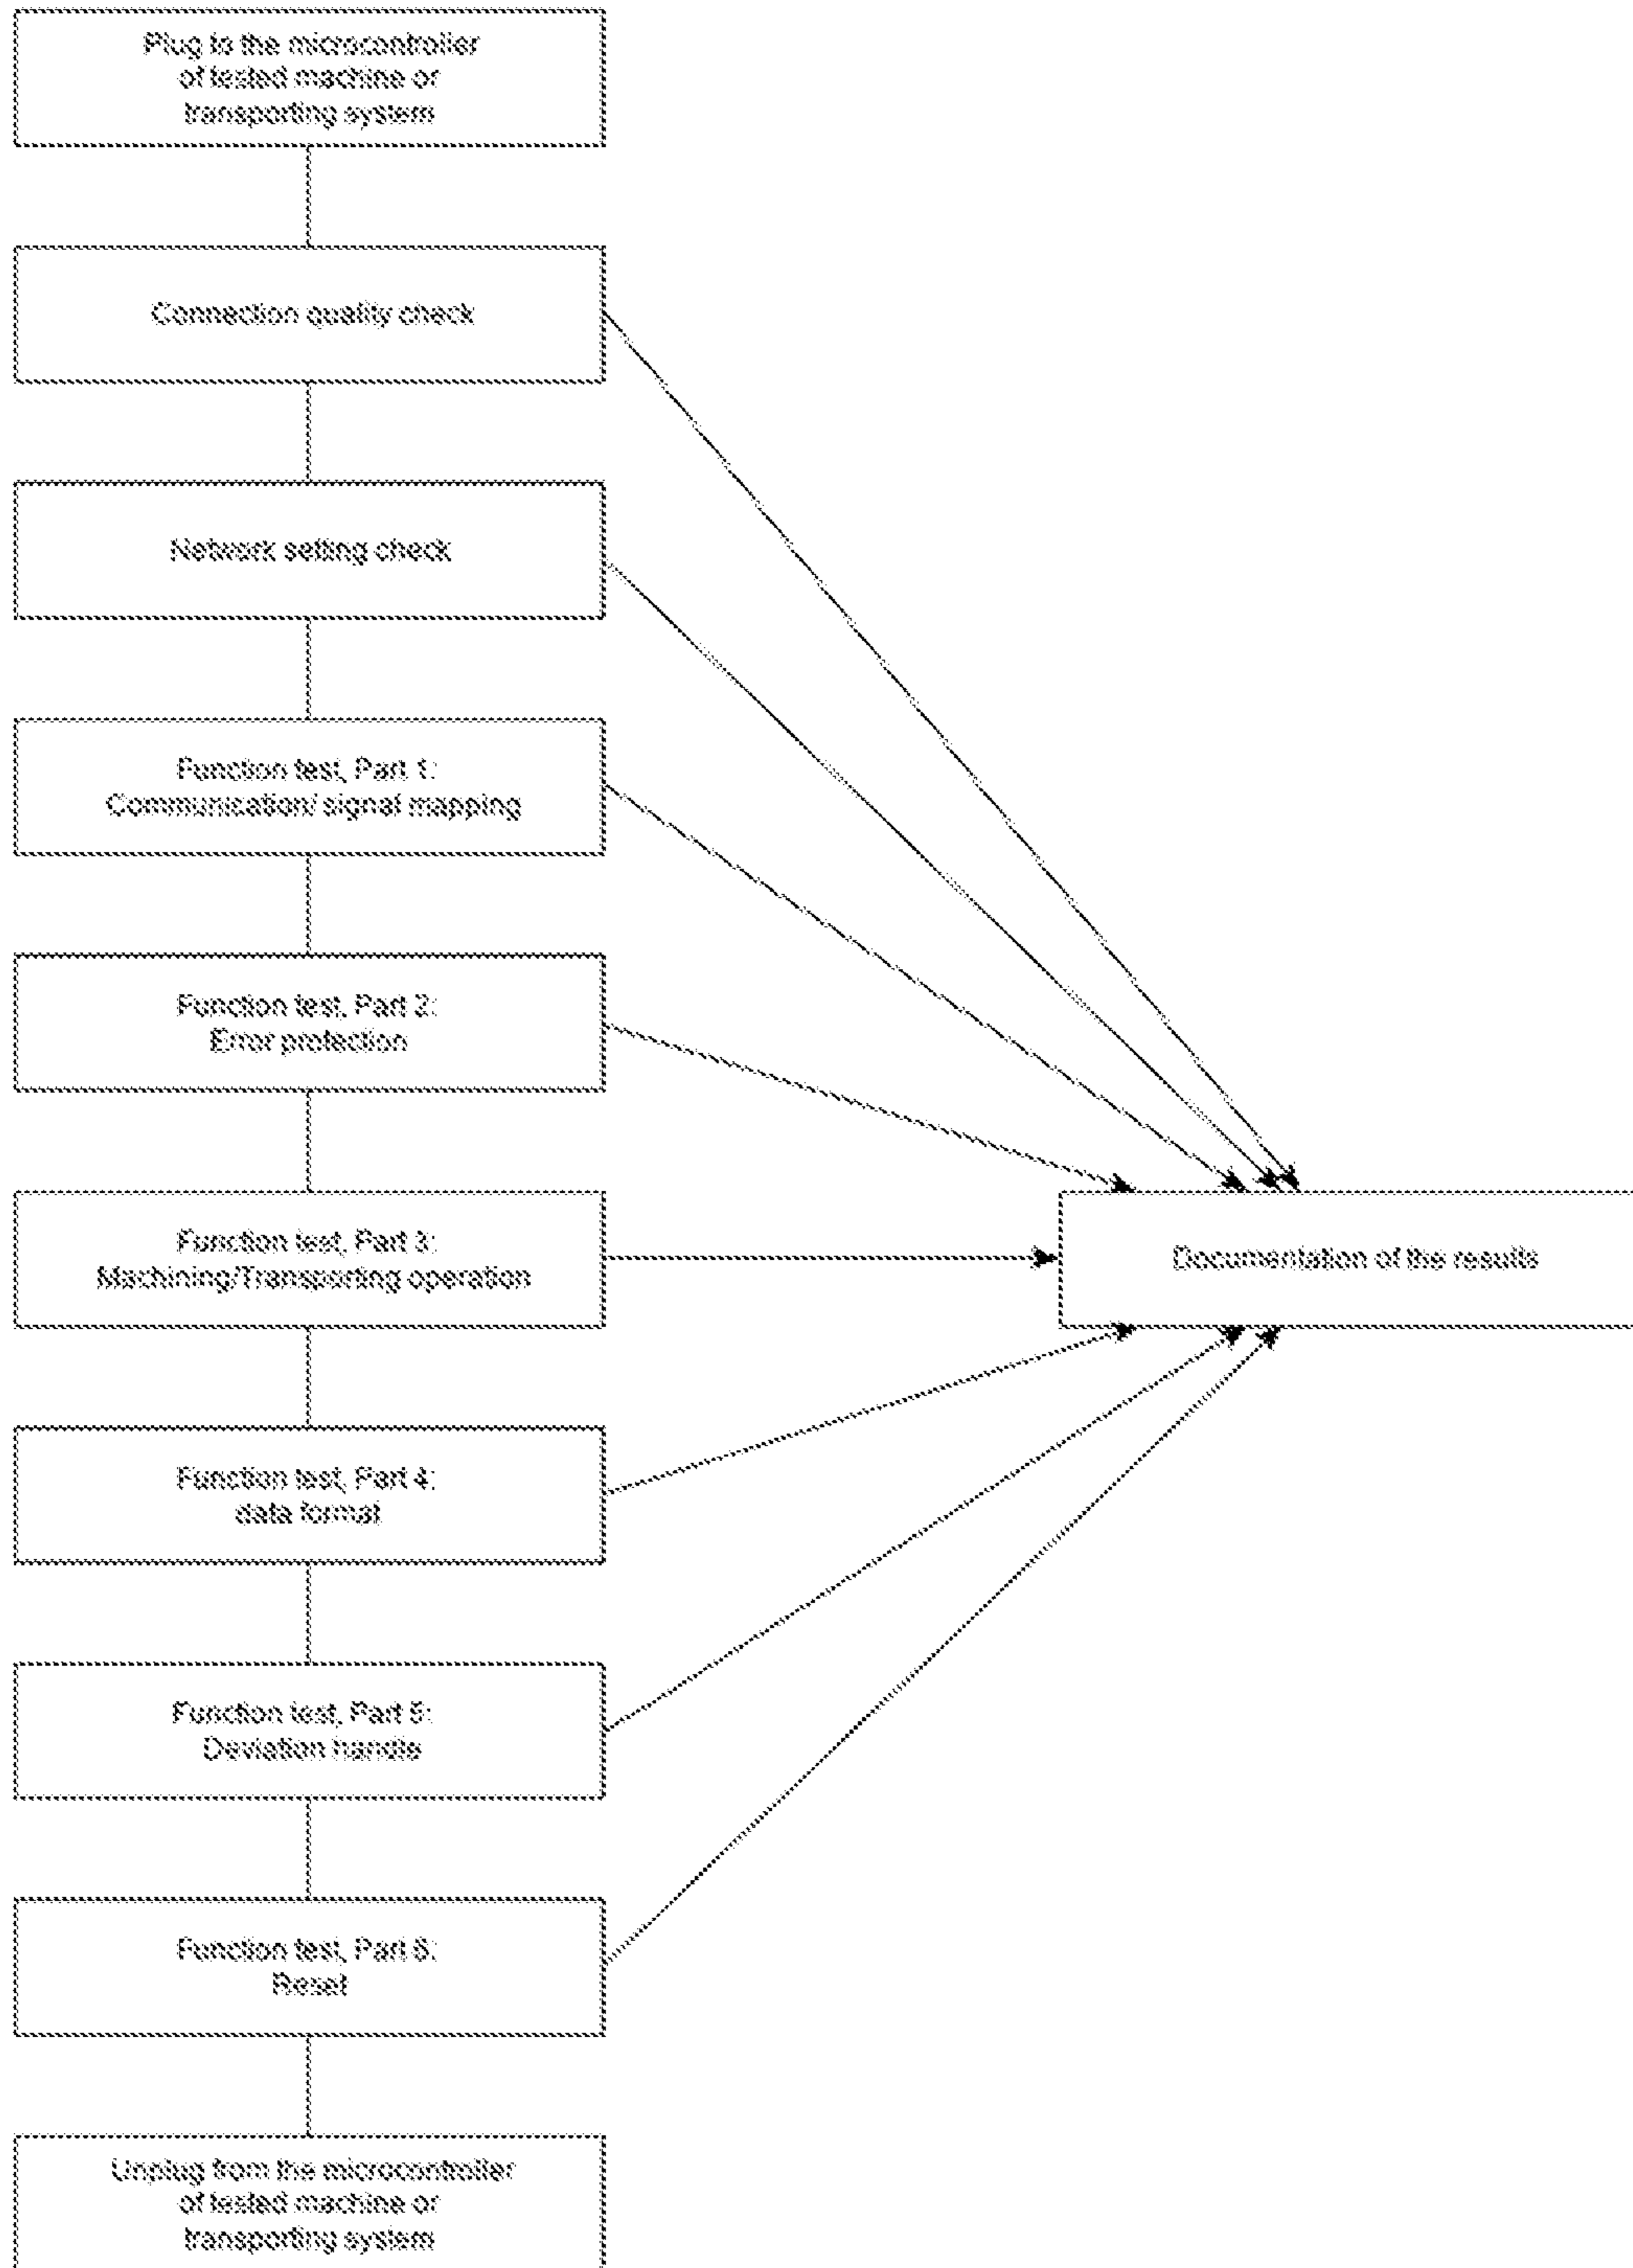 Plug to the microcontroller
of tested machine or
transporting system
Connection quality check
Network setting check
Function test, Part 1:
Communication/ signal mapping
Function test, Part 2:
Error protection
Function test, Part 3:
Machining/Transporting operation
Documentation of the results
Function test, Part 4:
data format
Function test, Part 5:
Deviation handle
Function test, Part 6:
Reset
Unplug from the microcontroller
of tested machine or
transporting system